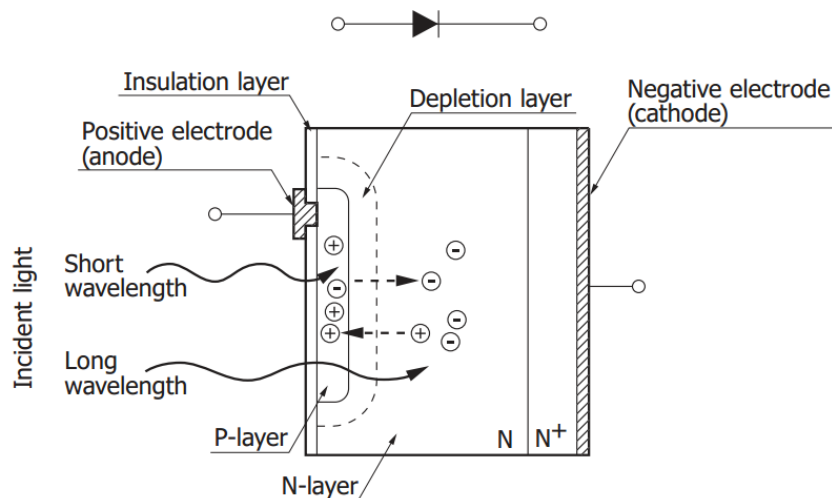 Insulation layer
Depletion layer
Negative electrode
(cathode)
Positive electrode
(anode)
Incident light
Short
wavelength
Long
wavelength
P-layer
N-layer
N
N+
+
-
+
+
-
-
+
-
-